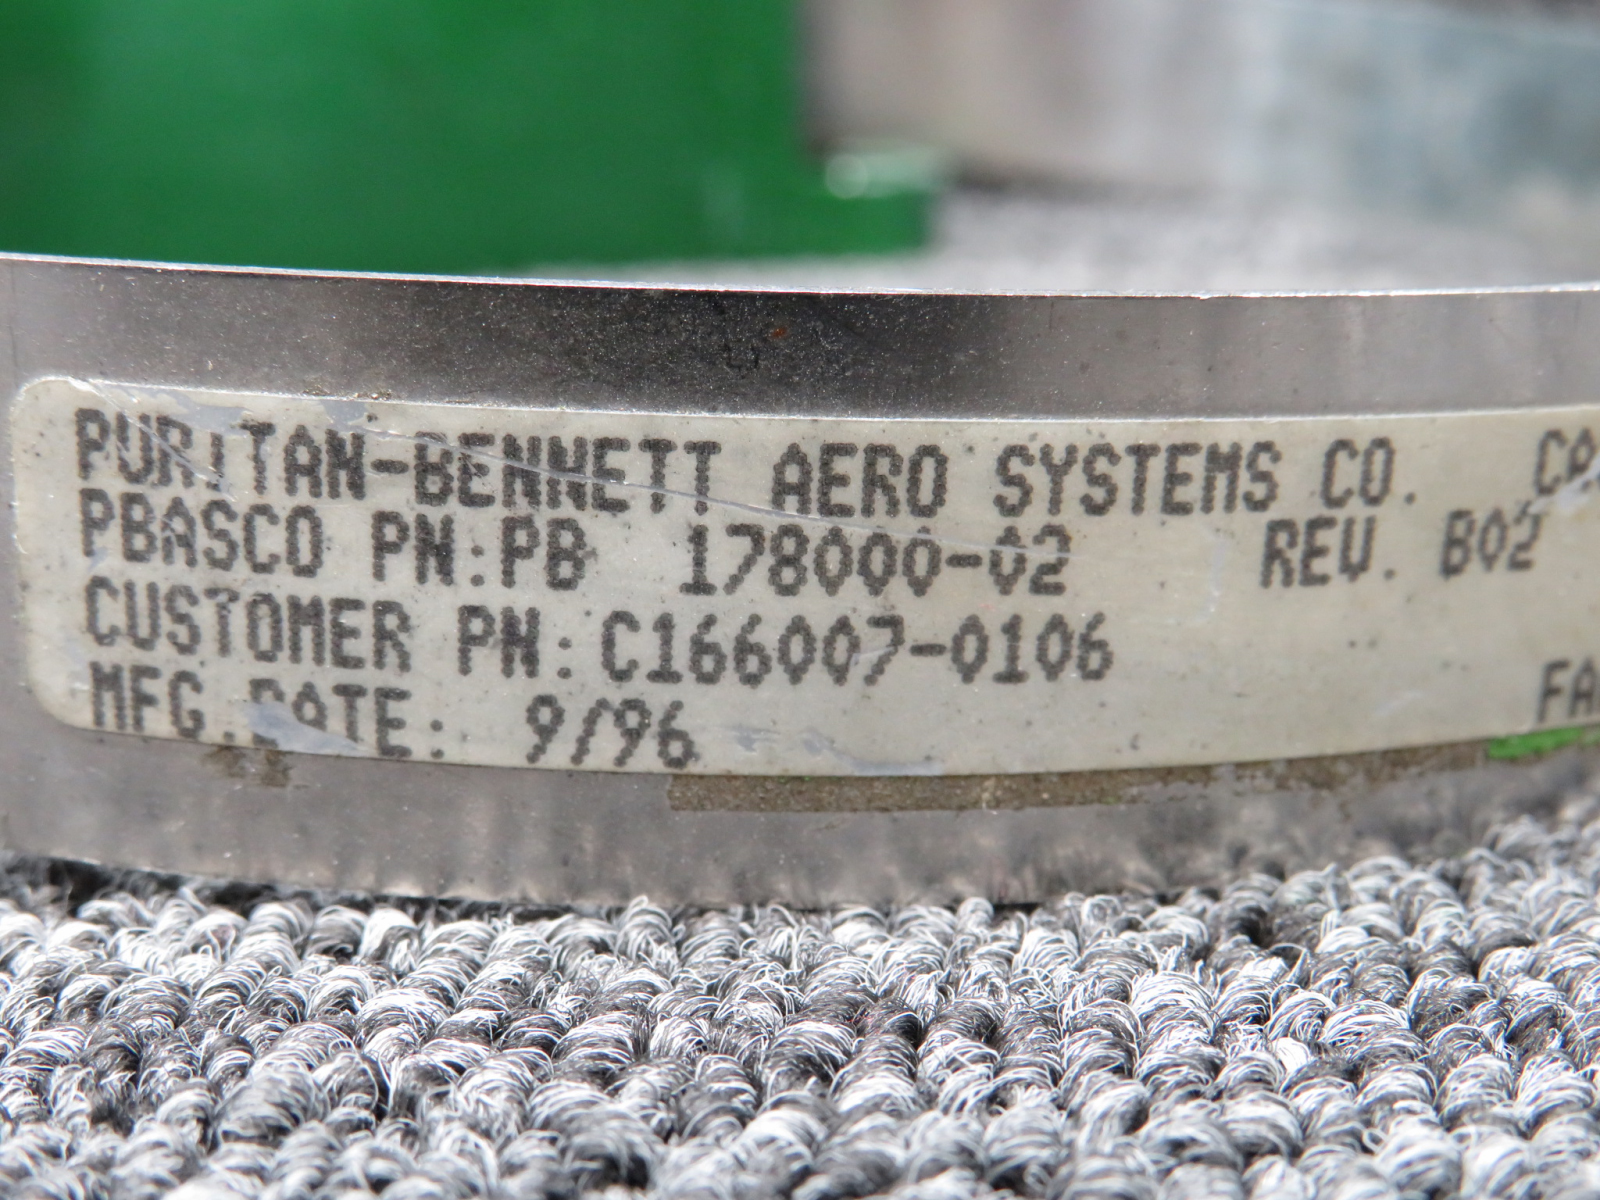 PURITAN-BENNETT AERO SYSTEMS CO.
PBASCO PN:PB 178000-02 REV. B02
CUSTOMER PN: C166007-0106
MFG.DATE: 9/96